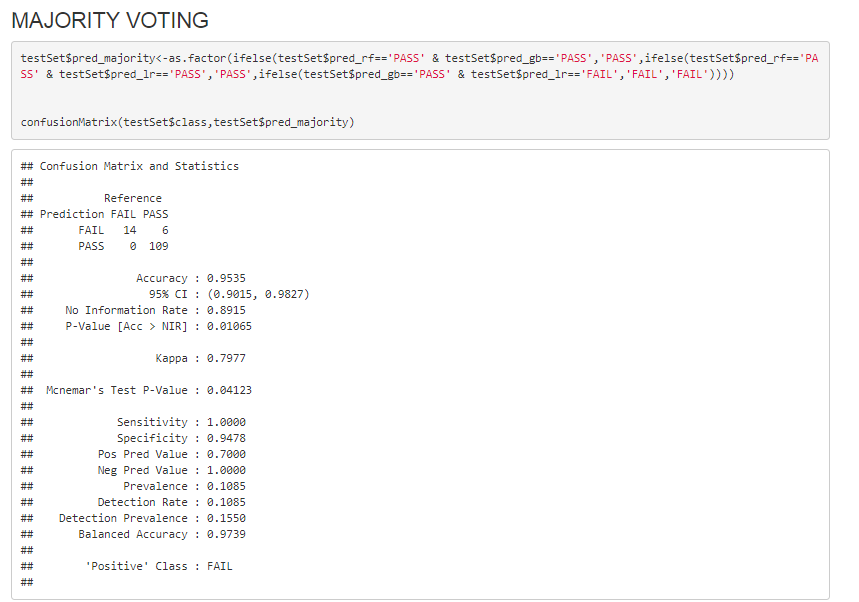 MAJORITY VOTING
testSet$pred_majority<-as.factor(ifelse(testSet$pred_rf=='PASS' & testSet$pred_gb=='PASS','PASS',ifelse(testSet$pred_rf=='PA
SS' & testSet$pred_lr=='PASS','PASS',ifelse(testSet$pred_gb=='PASS' & testSet$pred_lr=='FAIL','FAIL','FAIL'))))
confusionMatrix(testSet$class,testSet$pred_majority)
## Confusion Matrix and Statistics
##
##           Reference
## Prediction FAIL PASS
##       FAIL   14    6
##       PASS    0  109
##
##                Accuracy : 0.9535
##                  95% CI : (0.9015, 0.9827)
##     No Information Rate : 0.8915
##     P-Value [Acc > NIR] : 0.01065
##
##                   Kappa : 0.7977
##
##  Mcnemar's Test P-Value : 0.04123
##
##             Sensitivity : 1.0000
##             Specificity : 0.9478
##          Pos Pred Value : 0.7000
##          Neg Pred Value : 1.0000
##              Prevalence : 0.1085
##          Detection Rate : 0.1085
##    Detection Prevalence : 0.1550
##       Balanced Accuracy : 0.9739
##
##        'Positive' Class : FAIL
##